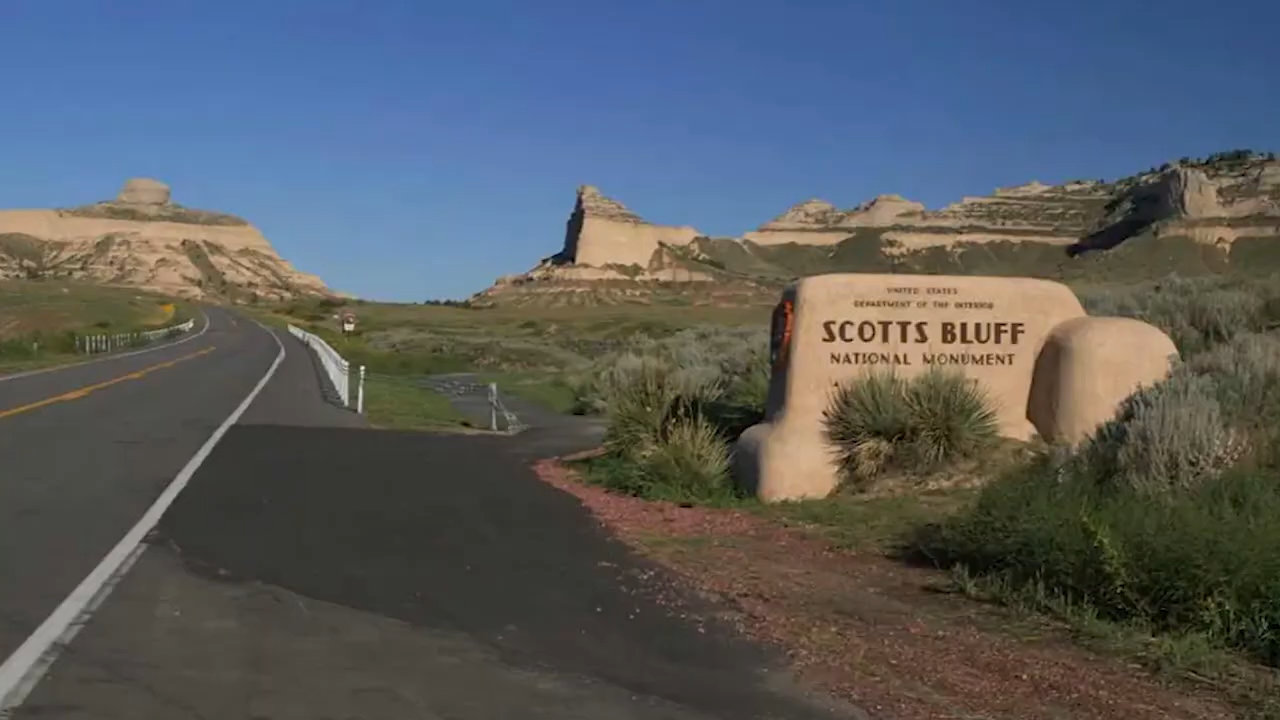 UNITED STATES
DEPARTMENT OF THE INTERIOR
SCOTTS BLUFF
NATIONAL MONUMENT